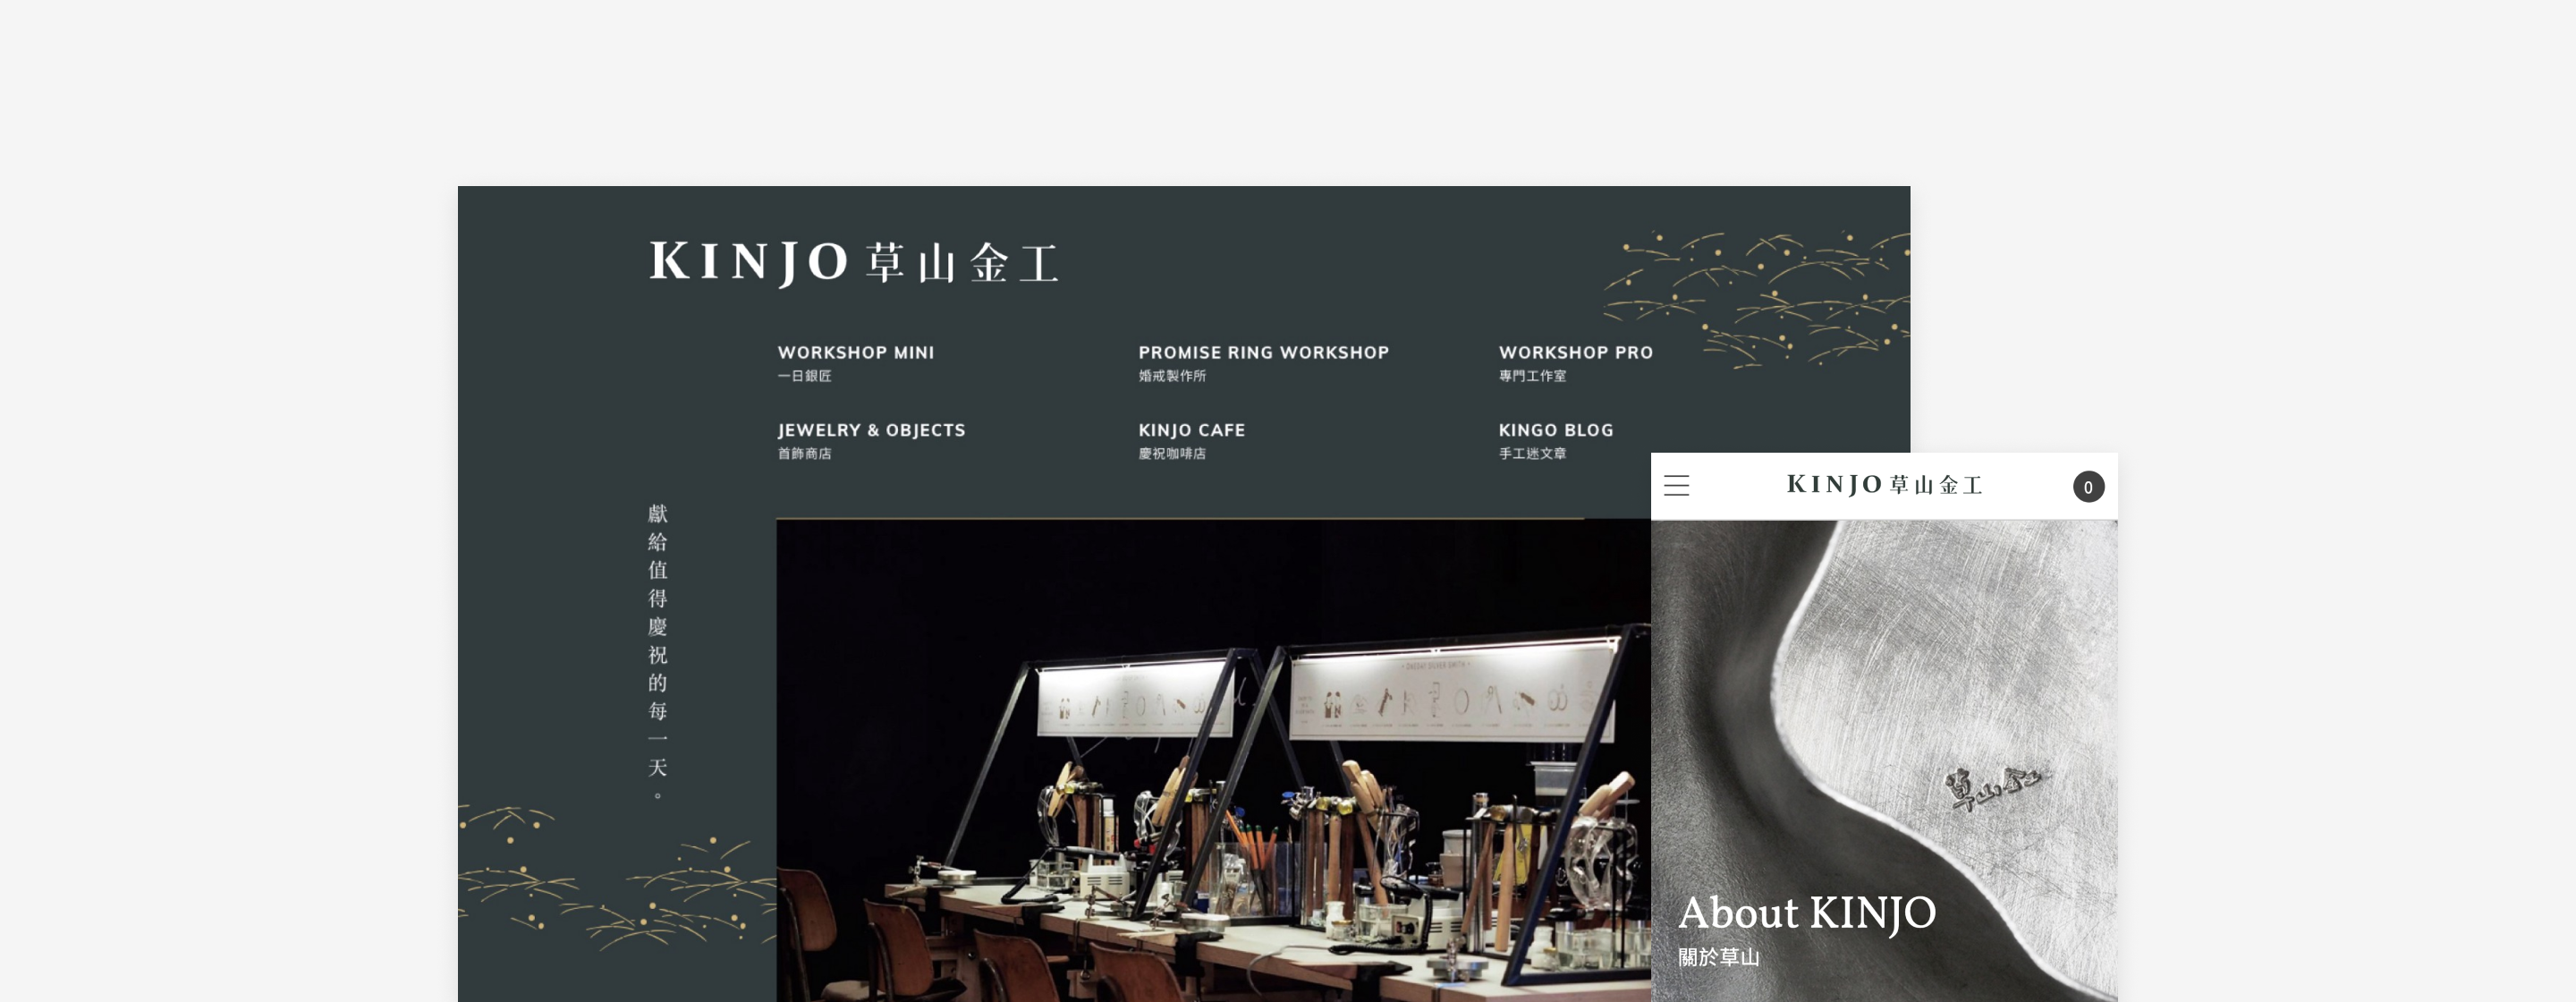 KINJO 草山金工
WORKSHOP MINI
一日銀匠
PROMISE RING WORKSHOP
婚戒製作所
WORKSHOP PRO
專門工作室
JEWELRY & OBJECTS
首飾商店
KINJO CAFE
慶祝咖啡店
KINGO BLOG
手工迷文章
獻給值得慶祝的每一天。
KINJO 草山金工
0
草山金
About KINJO
關於草山